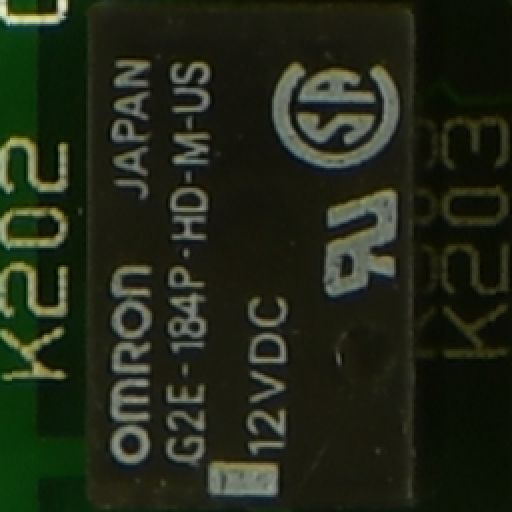 K202
OMRON JAPAN
G2E-184P-HD-M-US
12VDC
K203